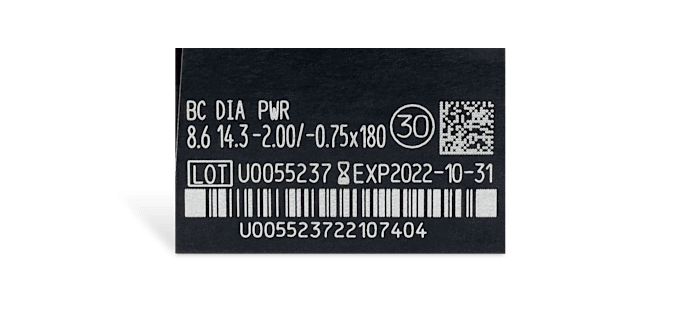 BC DIA PWR
8.6 14.3 -2.00/-0.75x180 30
LOT U0055237 EXP2022-10-31
U005523722107404